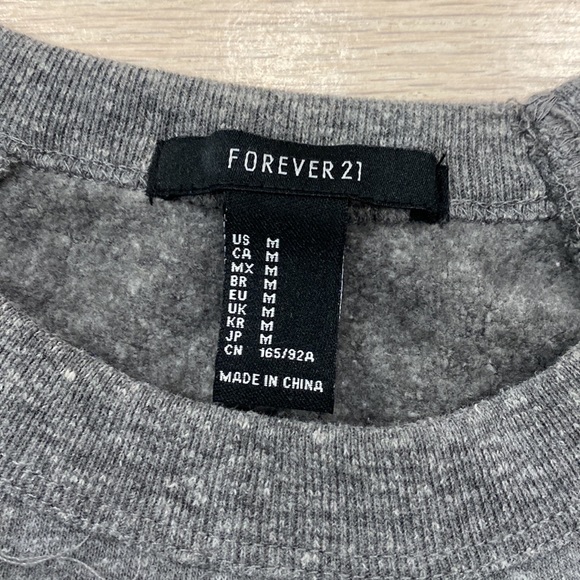 FOREVER 21
US M
CA M
MX M
BR M
EU M
UK M
KR M
JP M
CN 165/92A
MADE IN CHINA